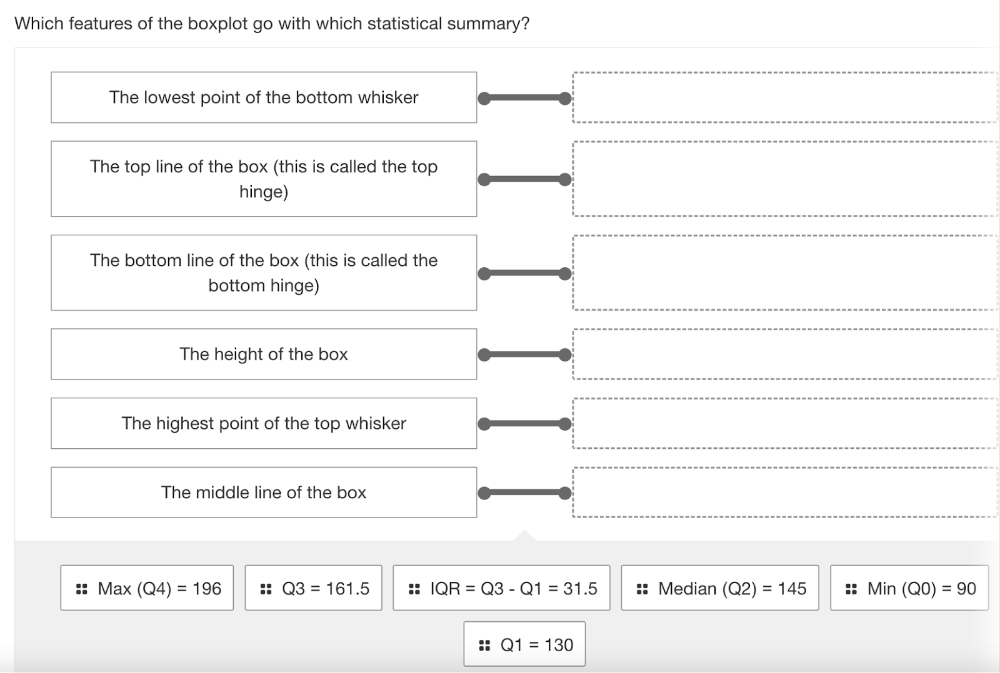 Which features of the boxplot go with which statistical summary?
The lowest point of the bottom whisker
The top line of the box (this is called the top
hinge)
The bottom line of the box (this is called the
bottom hinge)
The height of the box
The highest point of the top whisker
The middle line of the box
Max (Q4) = 196
Q3 = 161.5
IQR = Q3 - Q1 = 31.5
Median (Q2) = 145
Min (Q0) = 90
Q1 = 130